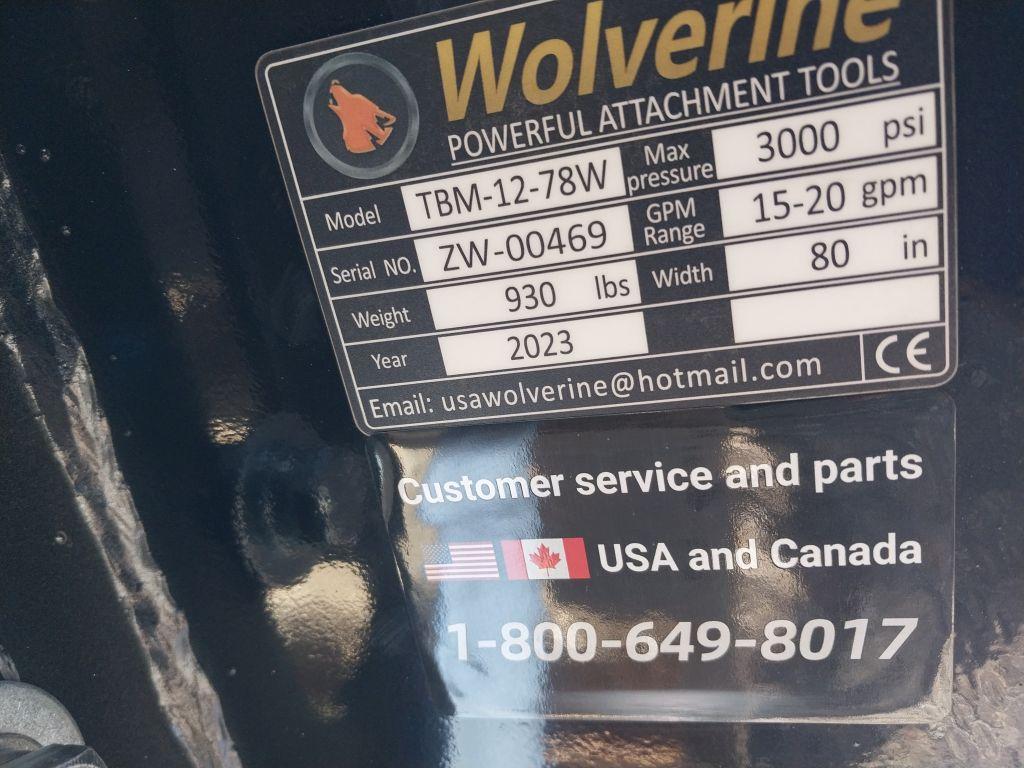 Wolverine
POWERFUL ATTACHMENT TOOLS
Model TBM-12-78W Max pressure 3000 psi
Serial NO. ZW-00469 GPM Range 15-20 gpm
Weight 930 lbs Width 80 in
Year 2023
Email: usawolverine@hotmail.com CE
Customer service and parts
USA and Canada
1-800-649-8017